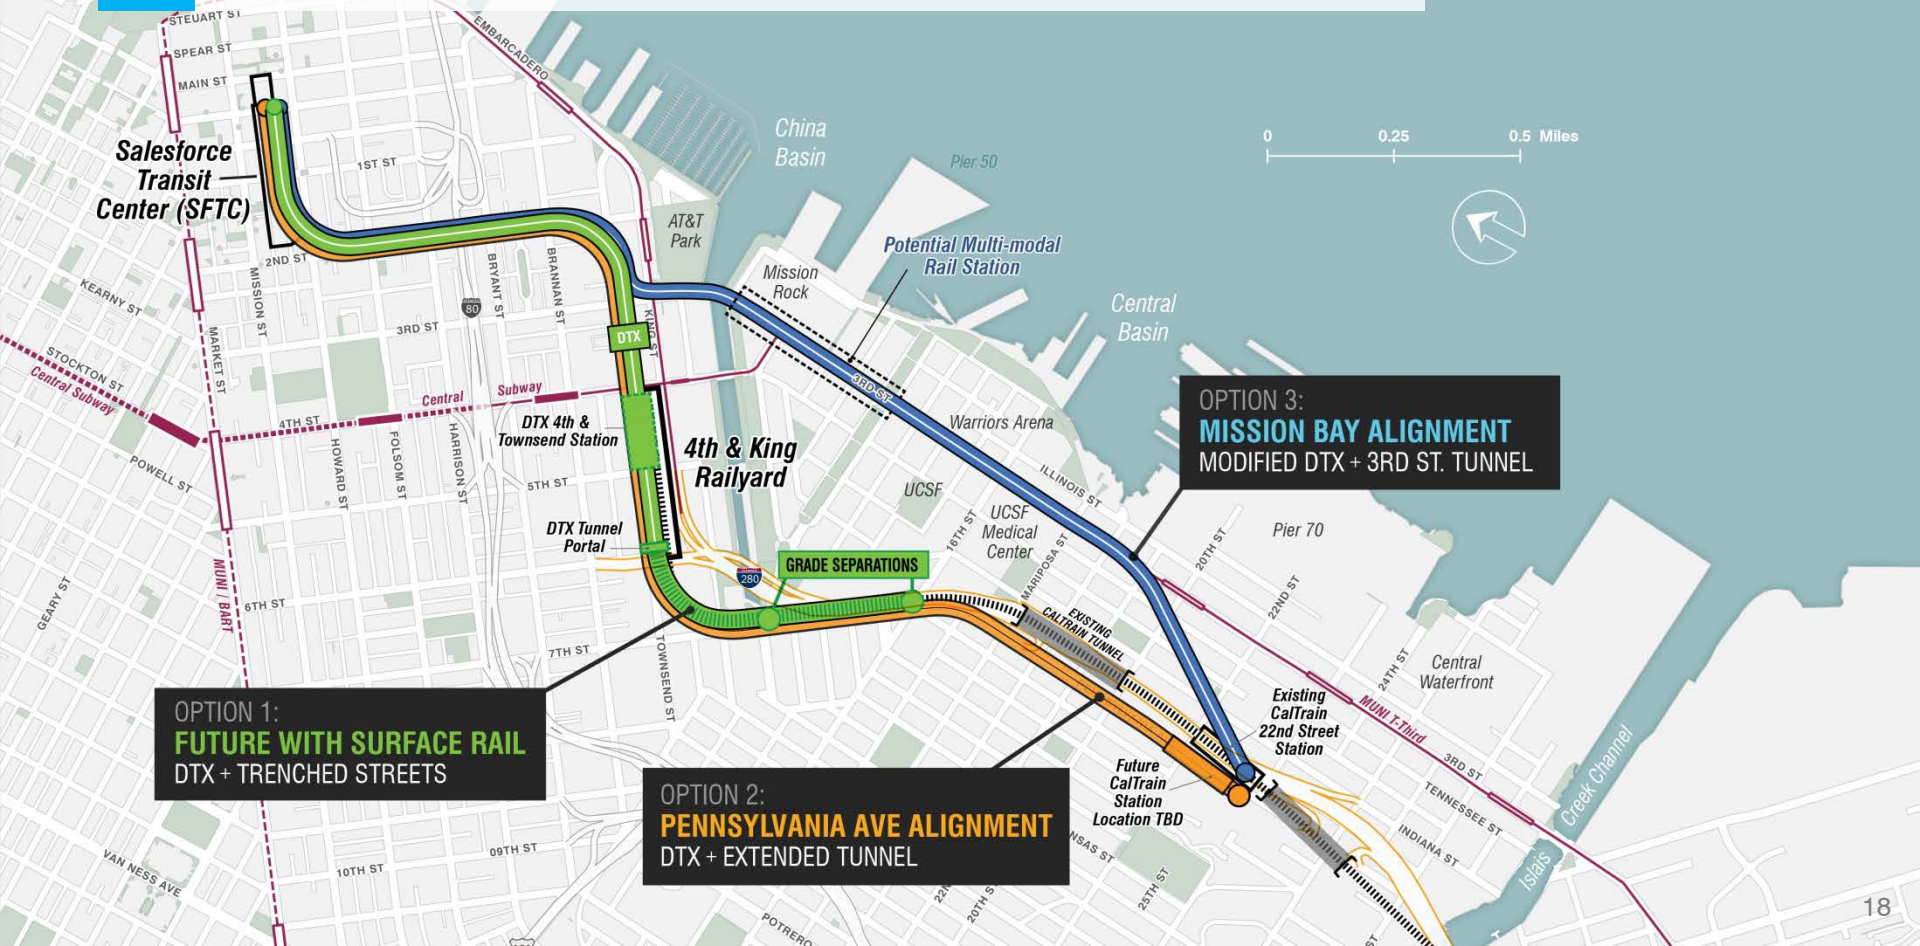 STEUART ST
SPEAR ST
MAIN ST
EMBARCADERO
Salesforce
Transit
Center (SFTC)
1ST ST
2ND ST
China
Basin
Pier 50
0
0.25
0.5 Miles
AT&T
Park
Mission
Rock
Potential Multi-modal
Rail Station
Central
Basin
KEARNY ST
MISSION ST
MARKET ST
BRYANT ST
BRANNAN ST
80
3RD ST
KING ST
DTX
STOCKTON ST
Central Subway
Central
Subway
4TH ST
POWELL ST
HOWARD ST
FOLSOM ST
HARRISON ST
DTX 4th &
Townsend Station
4th & King
Railyard
5TH ST
DTX Tunnel
Portal
3RD ST
Warriors Arena
ILLINOIS ST
UCSF
UCSF
Medical
Center
16TH ST
MARIPOSA ST
20TH ST
22ND ST
24TH ST
Pier 70
OPTION 3:
MISSION BAY ALIGNMENT
MODIFIED DTX + 3RD ST. TUNNEL
280
GRADE SEPARATIONS
EXISTING
CALTRAIN TUNNEL
GEARY ST
MUNI / BART
6TH ST
7TH ST
TOWNSEND ST
Central
Waterfront
Existing
CalTrain
22nd Street
Station
MUNI T-Third
3RD ST
TENNESSEE ST
INDIANA ST
Creek Channel
Islais
Future
CalTrain
Station
Location TBD
OPTION 1:
FUTURE WITH SURFACE RAIL
DTX + TRENCHED STREETS
OPTION 2:
PENNSYLVANIA AVE ALIGNMENT
DTX + EXTENDED TUNNEL
VAN NESS AVE
10TH ST
09TH ST
NSAS ST
20TH S
25TH ST
POTRERO
18